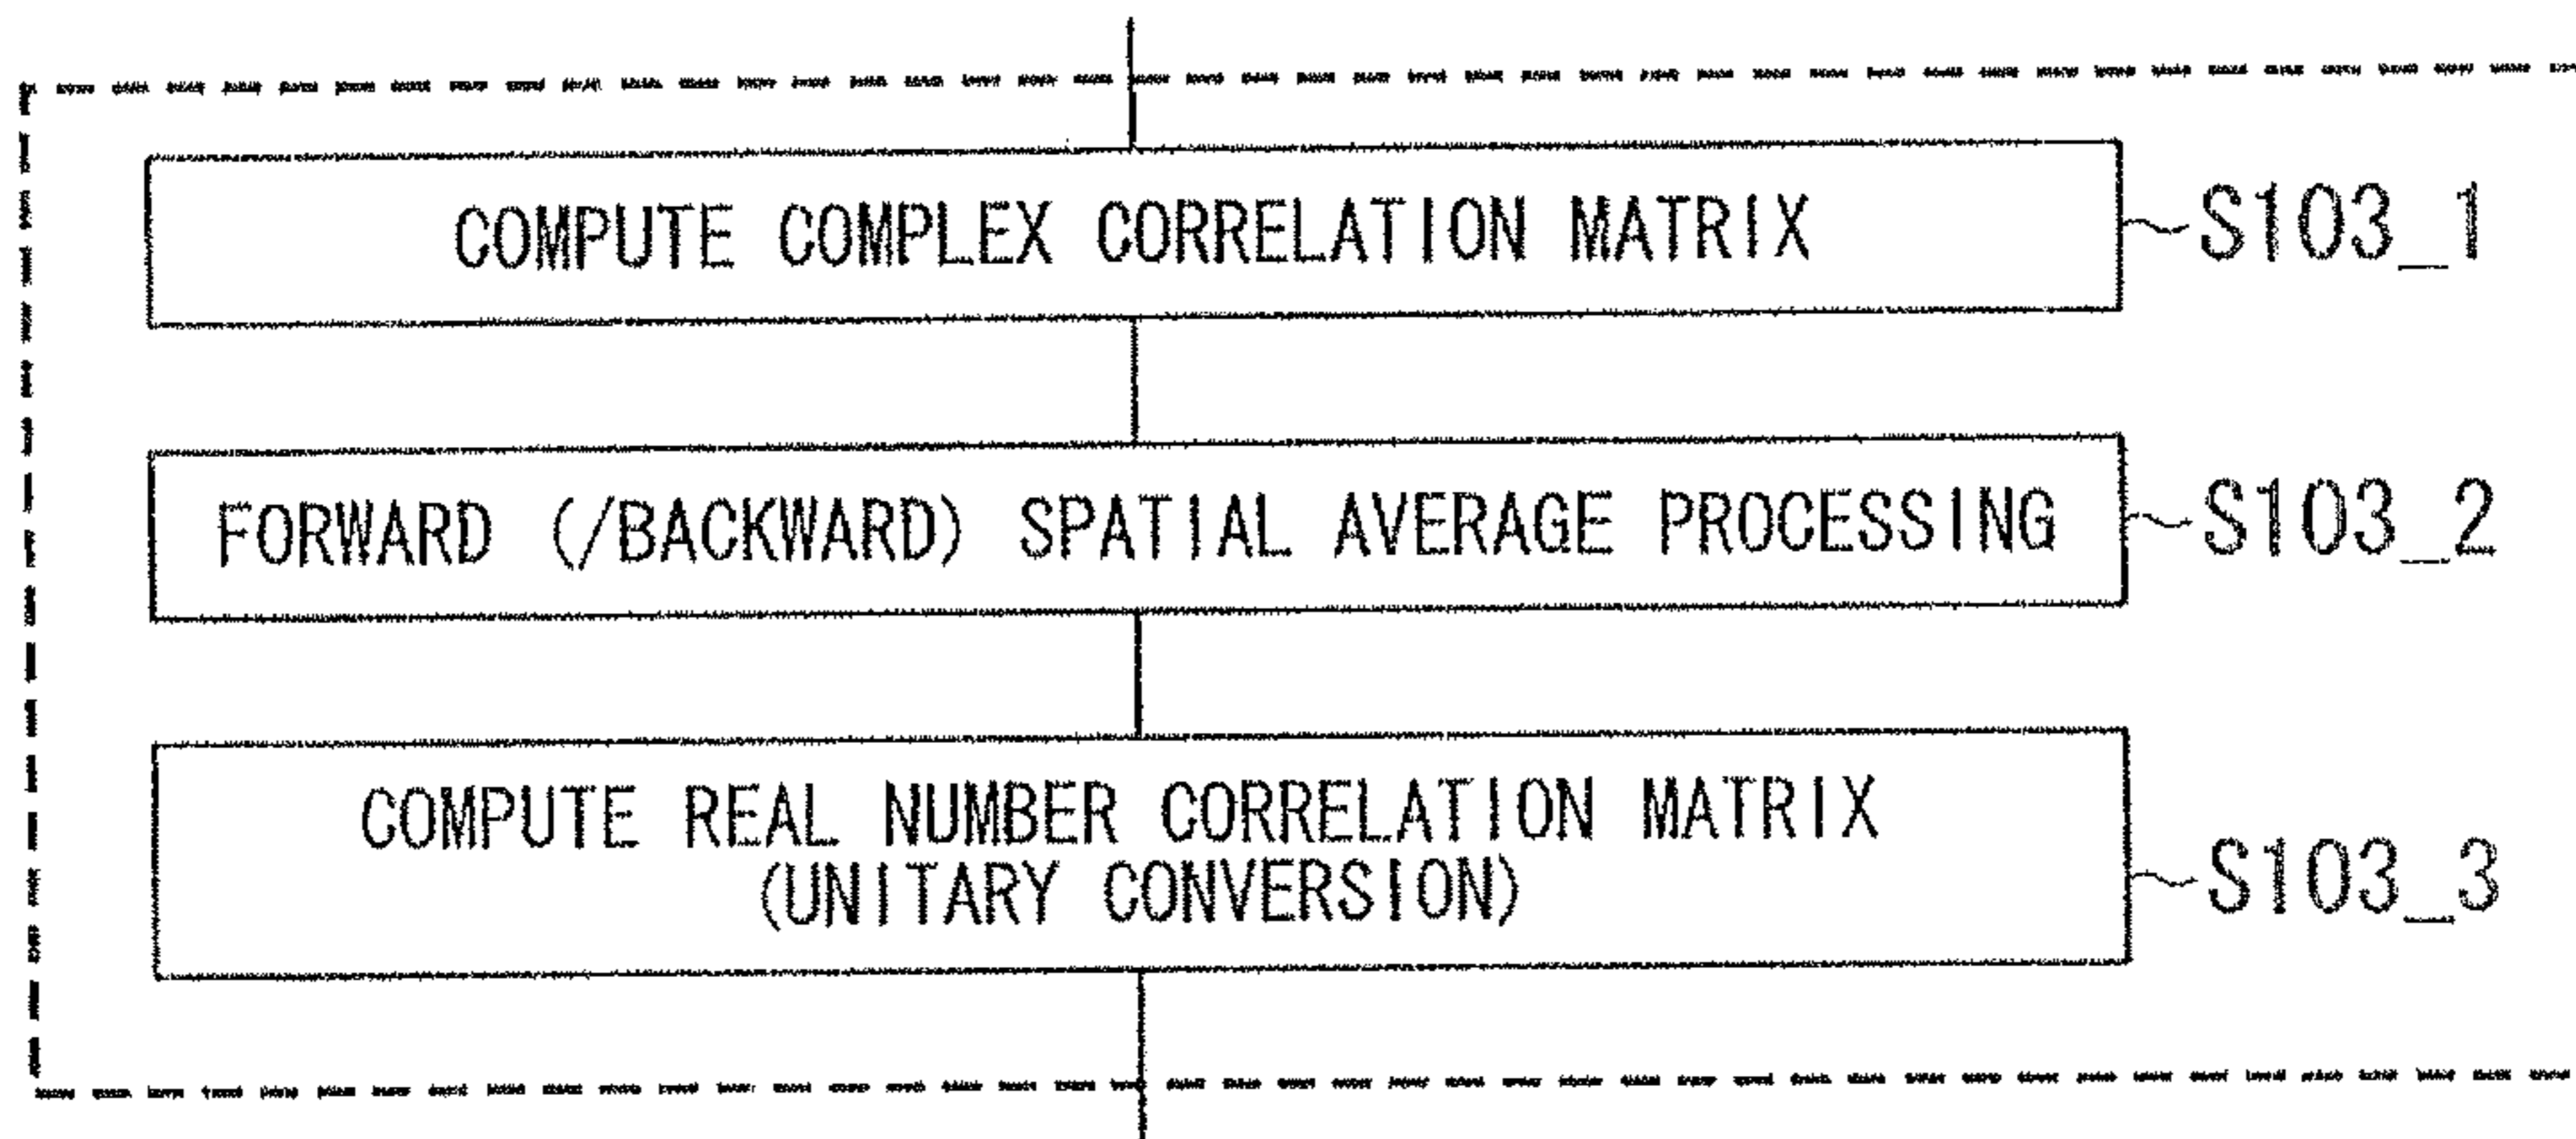 COMPUTE COMPLEX CORRELATION MATRIX
S103_1
FORWARD (/BACKWARD) SPATIAL AVERAGE PROCESSING
S103_2
COMPUTE REAL NUMBER CORRELATION MATRIX
(UNITARY CONVERSION)
S103_3